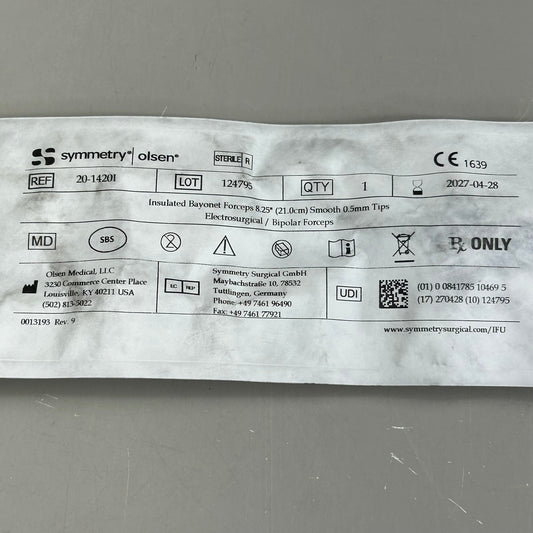 symmetry® olsen® STERILE R CE 1639
REF 20-1420I LOT 124795 QTY 1 2027-04-28
Insulated Bayonet Forceps 8.25" (21.0cm) Smooth 0.5mm Tips
Electrosurgical / Bipolar Forceps
MD SBS 2 i Rx ONLY
Olsen Medical, LLC
3230 Commerce Center Place
Louisville, KY 40211 USA
(502) 813-5022
EC REP
Symmetry Surgical GmbH
Maybachstraße 10, 78532
Tuttlingen, Germany
Phone: +49 7461 96490
Fax: +49 7461 77921
UDI
(01) 0 0841785 10469 5
(17) 270428 (10) 124795
0013193 Rev. 9
www.symmetrysurgical.com/IFU